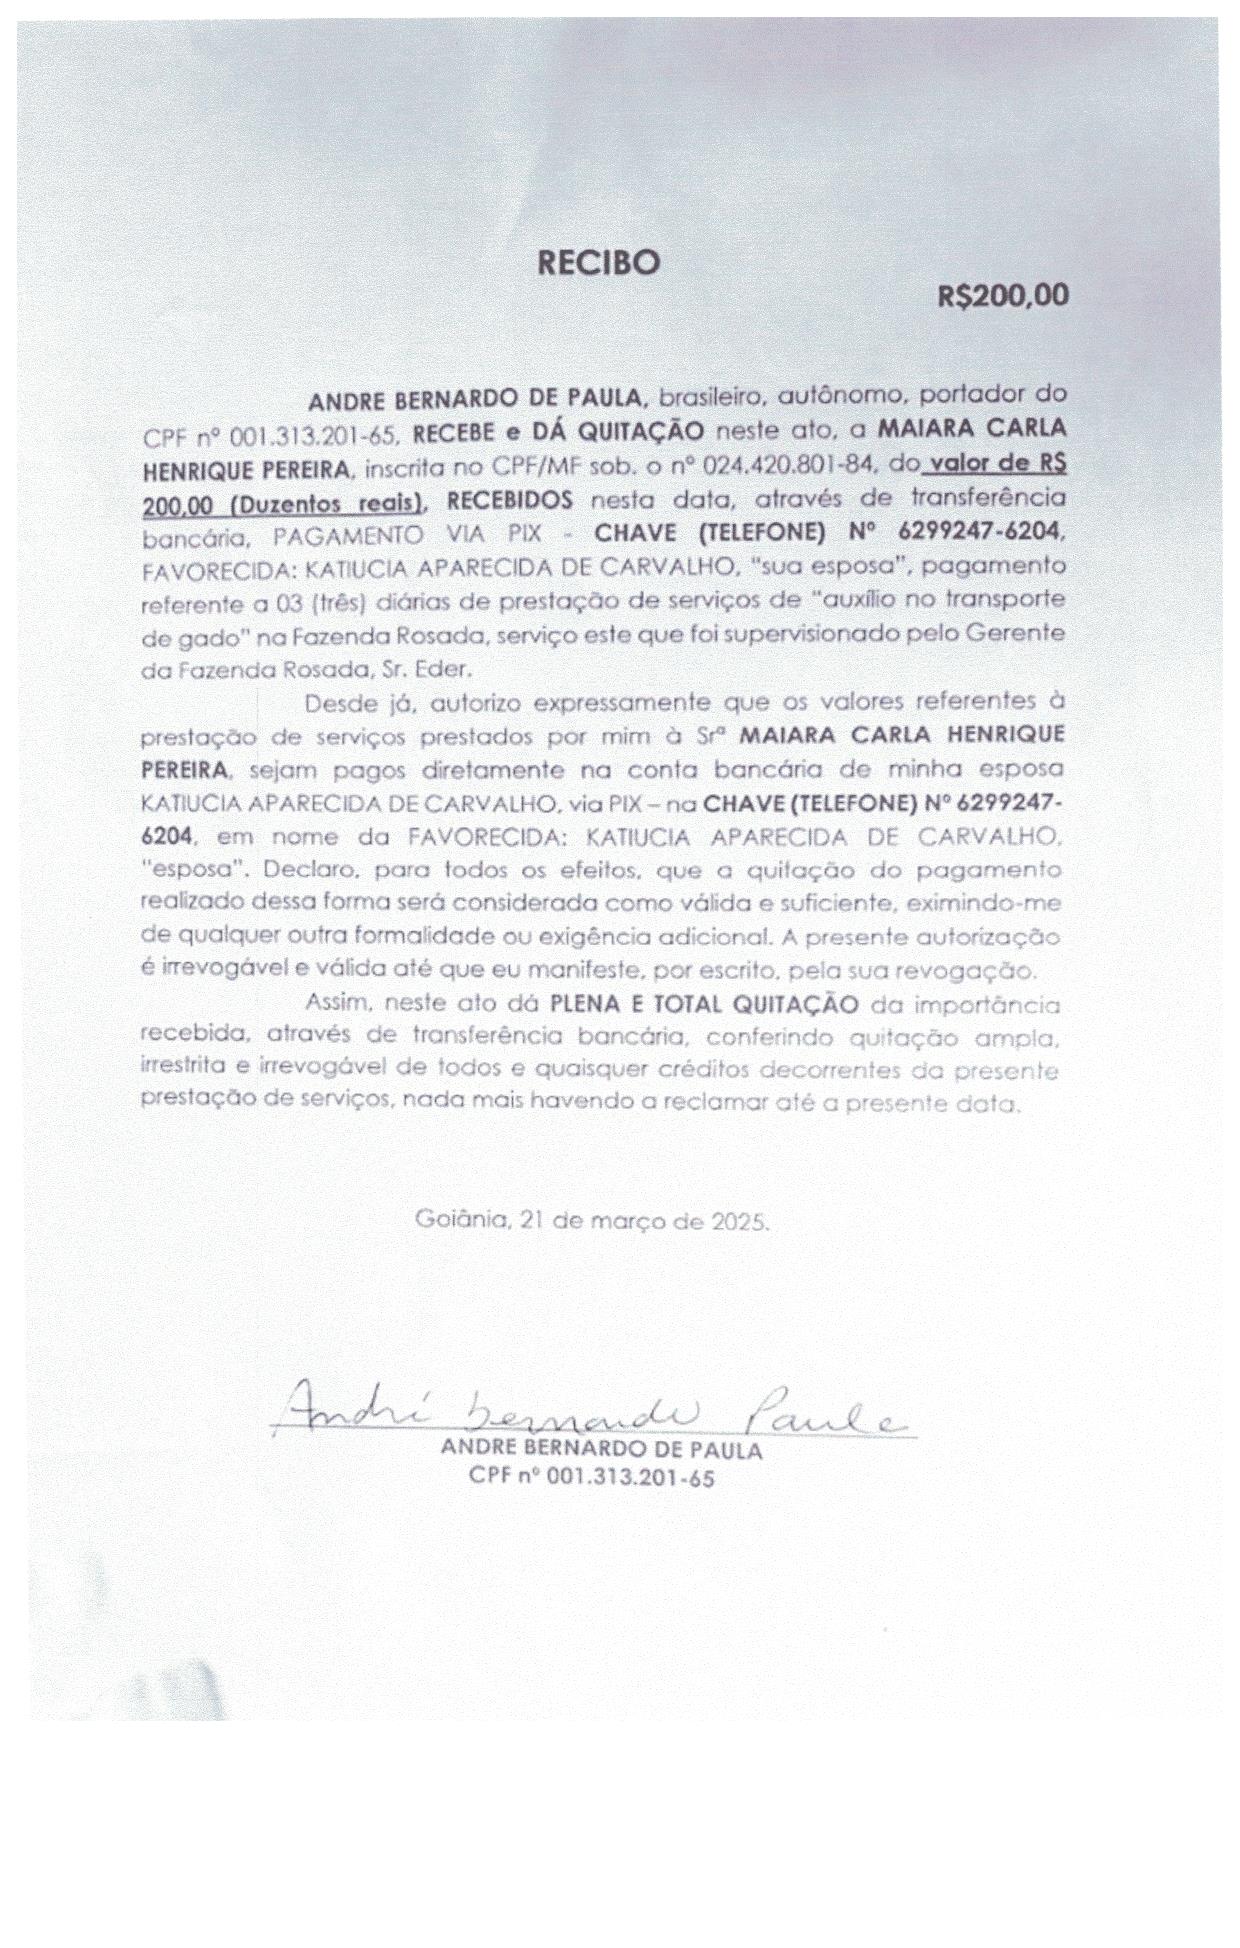 RECIBO
R$200,00
ANDRE BERNARDO DE PAULA, brasileiro, autônomo, portador do
CPF nº 001.313.201-65, RECEBE e DÁ QUITAÇÃO neste ato, a MAIARA CARLA
HENRIQUE PEREIRA, inscrita no CPF/MF sob. o nº 024.420.801-84, do valor de R$
200,00 (Duzentos reais), RECEBIDOS nesta data, através de transferência
bancária, PAGAMENTO VIA PIX - CHAVE (TELEFONE) Nº 6299247-6204,
FAVORECIDA: KATIUCIA APARECIDA DE CARVALHO, "sua esposa", pagamento
referente a 03 (três) diárias de prestação de serviços de "auxílio no transporte
de gado" na Fazenda Rosada, serviço este que foi supervisionado pelo Gerente
da Fazenda Rosada, Sr. Eder.
Desde já, autorizo expressamente que os valores referentes à
prestação de serviços prestados por mim à Srª MAIARA CARLA HENRIQUE
PEREIRA, sejam pagos diretamente na conta bancária de minha esposa
KATIUCIA APARECIDA DE CARVALHO, via PIX – na CHAVE (TELEFONE) Nº 6299247-
6204, em nome da FAVORECIDA: KATIUCIA APARECIDA DE CARVALHO,
"esposa". Declaro, para todos os efeitos, que a quitação do pagamento
realizado dessa forma será considerada como válida e suficiente, eximindo-me
de qualquer outra formalidade ou exigência adicional. A presente autorização
é irrevogável e válida até que eu manifeste, por escrito, pela sua revogação.
Assim, neste ato dá PLENA E TOTAL QUITAÇÃO da importância
recebida, através de transferência bancária, conferindo quitação ampla,
irrestrita e irrevogável de todos e quaisquer créditos decorrentes da presente
prestação de serviços, nada mais havendo a reclamar até a presente data.
Goiânia, 21 de março de 2025.
André bernardo Paula
ANDRE BERNARDO DE PAULA
CPF nº 001.313.201-65